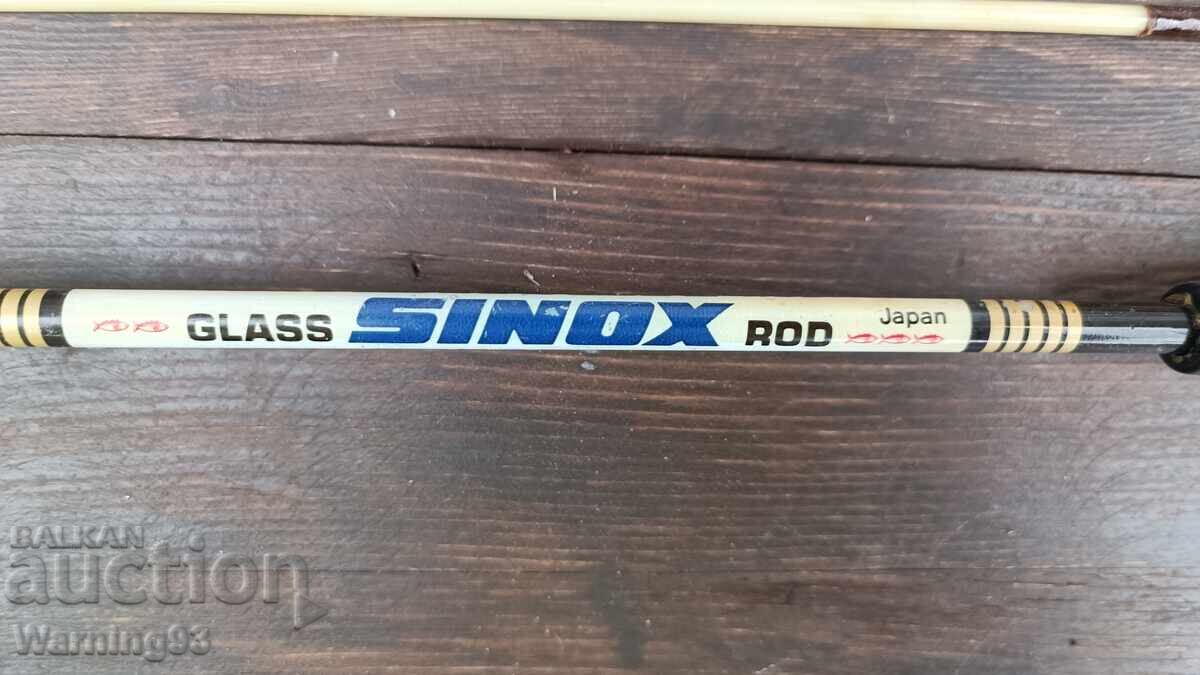 GLASS SINOX ROD Japan
BALKAN
auction
Warning93